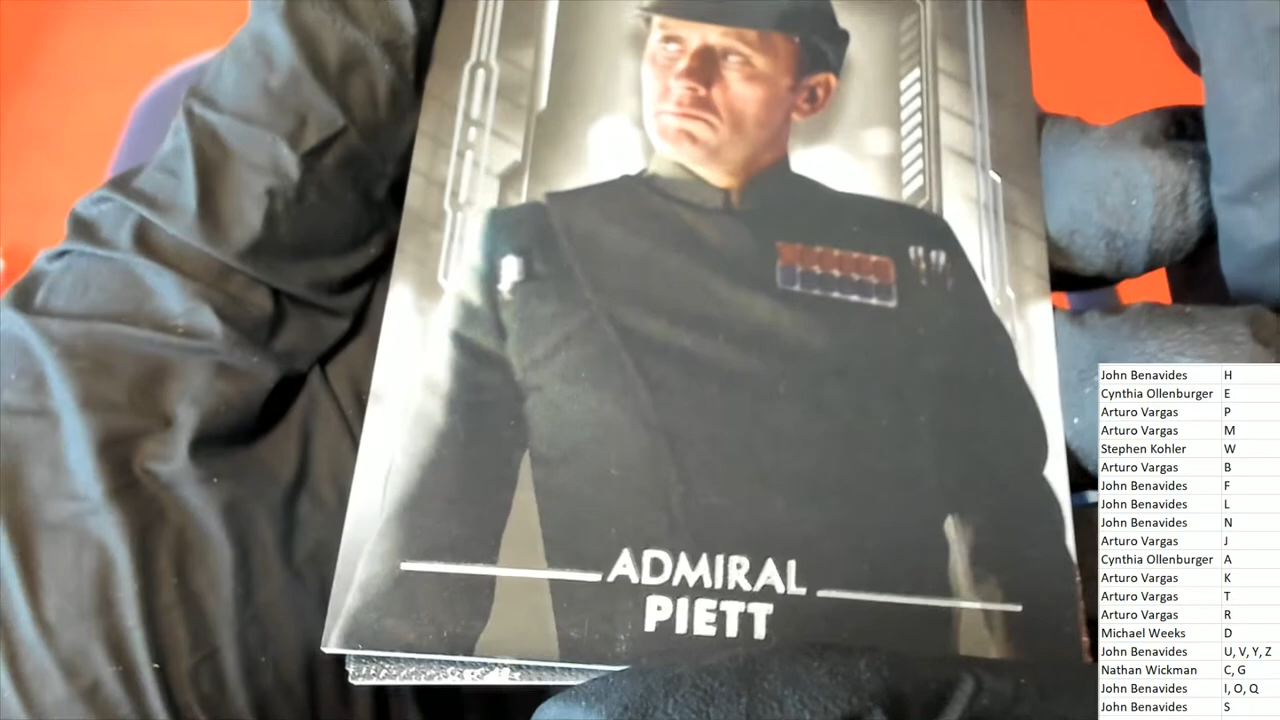 ADMIRAL
PIETT
John Benavides H
Cynthia Ollenburger E
Arturo Vargas P
Arturo Vargas M
Stephen Kohler W
Arturo Vargas B
John Benavides F
John Benavides L
John Benavides N
Arturo Vargas J
Cynthia Ollenburger A
Arturo Vargas K
Arturo Vargas T
Arturo Vargas R
Michael Weeks D
John Benavides U, V, Y, Z
Nathan Wickman C, G
John Benavides I, O, Q
John Benavides S